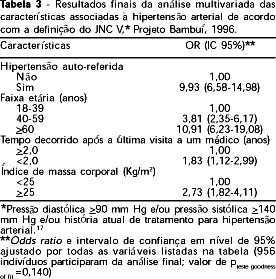 Tabela 3 - Resultados finais da análise multivariada das
características associadas à hipertensão arterial de acordo
com a definição do JNC V,* Projeto Bambuí, 1996.
Características OR (IC 95%)**
Hipertensão auto-referida
Não 1,00
Sim 9,93 (6,58-14,98)
Faixa etária (anos)
18-39 1,00
40-59 3,81 (2,35-6,17)
≥60 10,91 (6,23-19,08)
Tempo decorrido após a última visita a um médico (anos)
≥2,0 1,00
<2,0 1,83 (1,12-2,99)
Índice de massa corporal (Kg/m²)
<25 1,00
≥25 2,73 (1,82-4,11)
*Pressão diastólica ≥90 mm Hg e/ou pressão sistólica ≥140
mm Hg e/ou história atual de tratamento para hipertensão
arterial.¹⁷
**Odds ratio e intervalo de confiança em nível de 95%
ajustado por todas as variáveis listadas na tabela (956
indivíduos participaram da análise final; valor de p teste goodness
of fit =0,140)